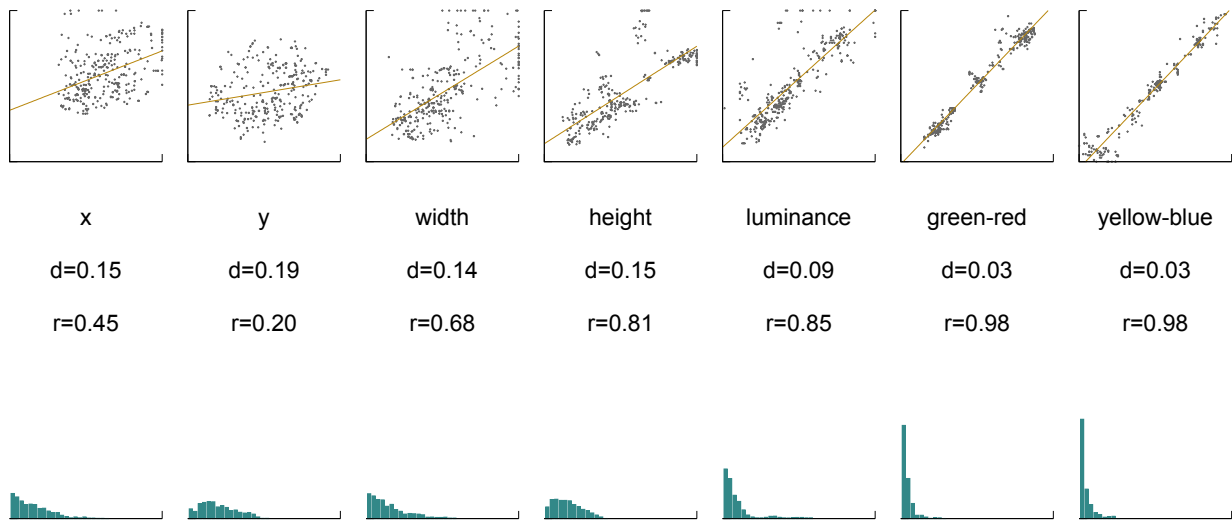 x y width height luminance green-red yellow-blue
d=0.15 d=0.19 d=0.14 d=0.15 d=0.09 d=0.03 d=0.03
r=0.45 r=0.20 r=0.68 r=0.81 r=0.85 r=0.98 r=0.98